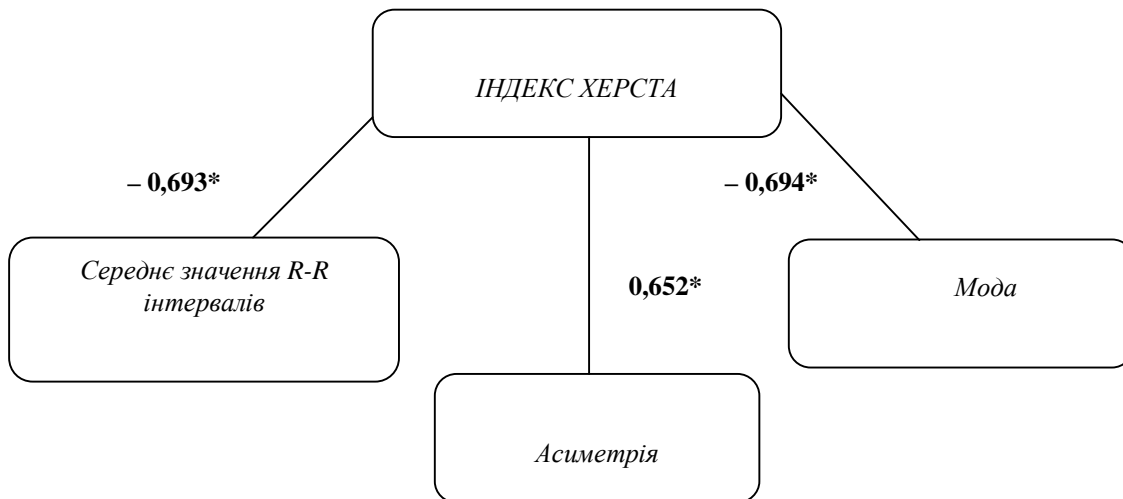 ІНДЕКС ХЕРСТА
– 0,693*
– 0,694*
Середнє значення R-R
інтервалів
0,652*
Мода
Асиметрія